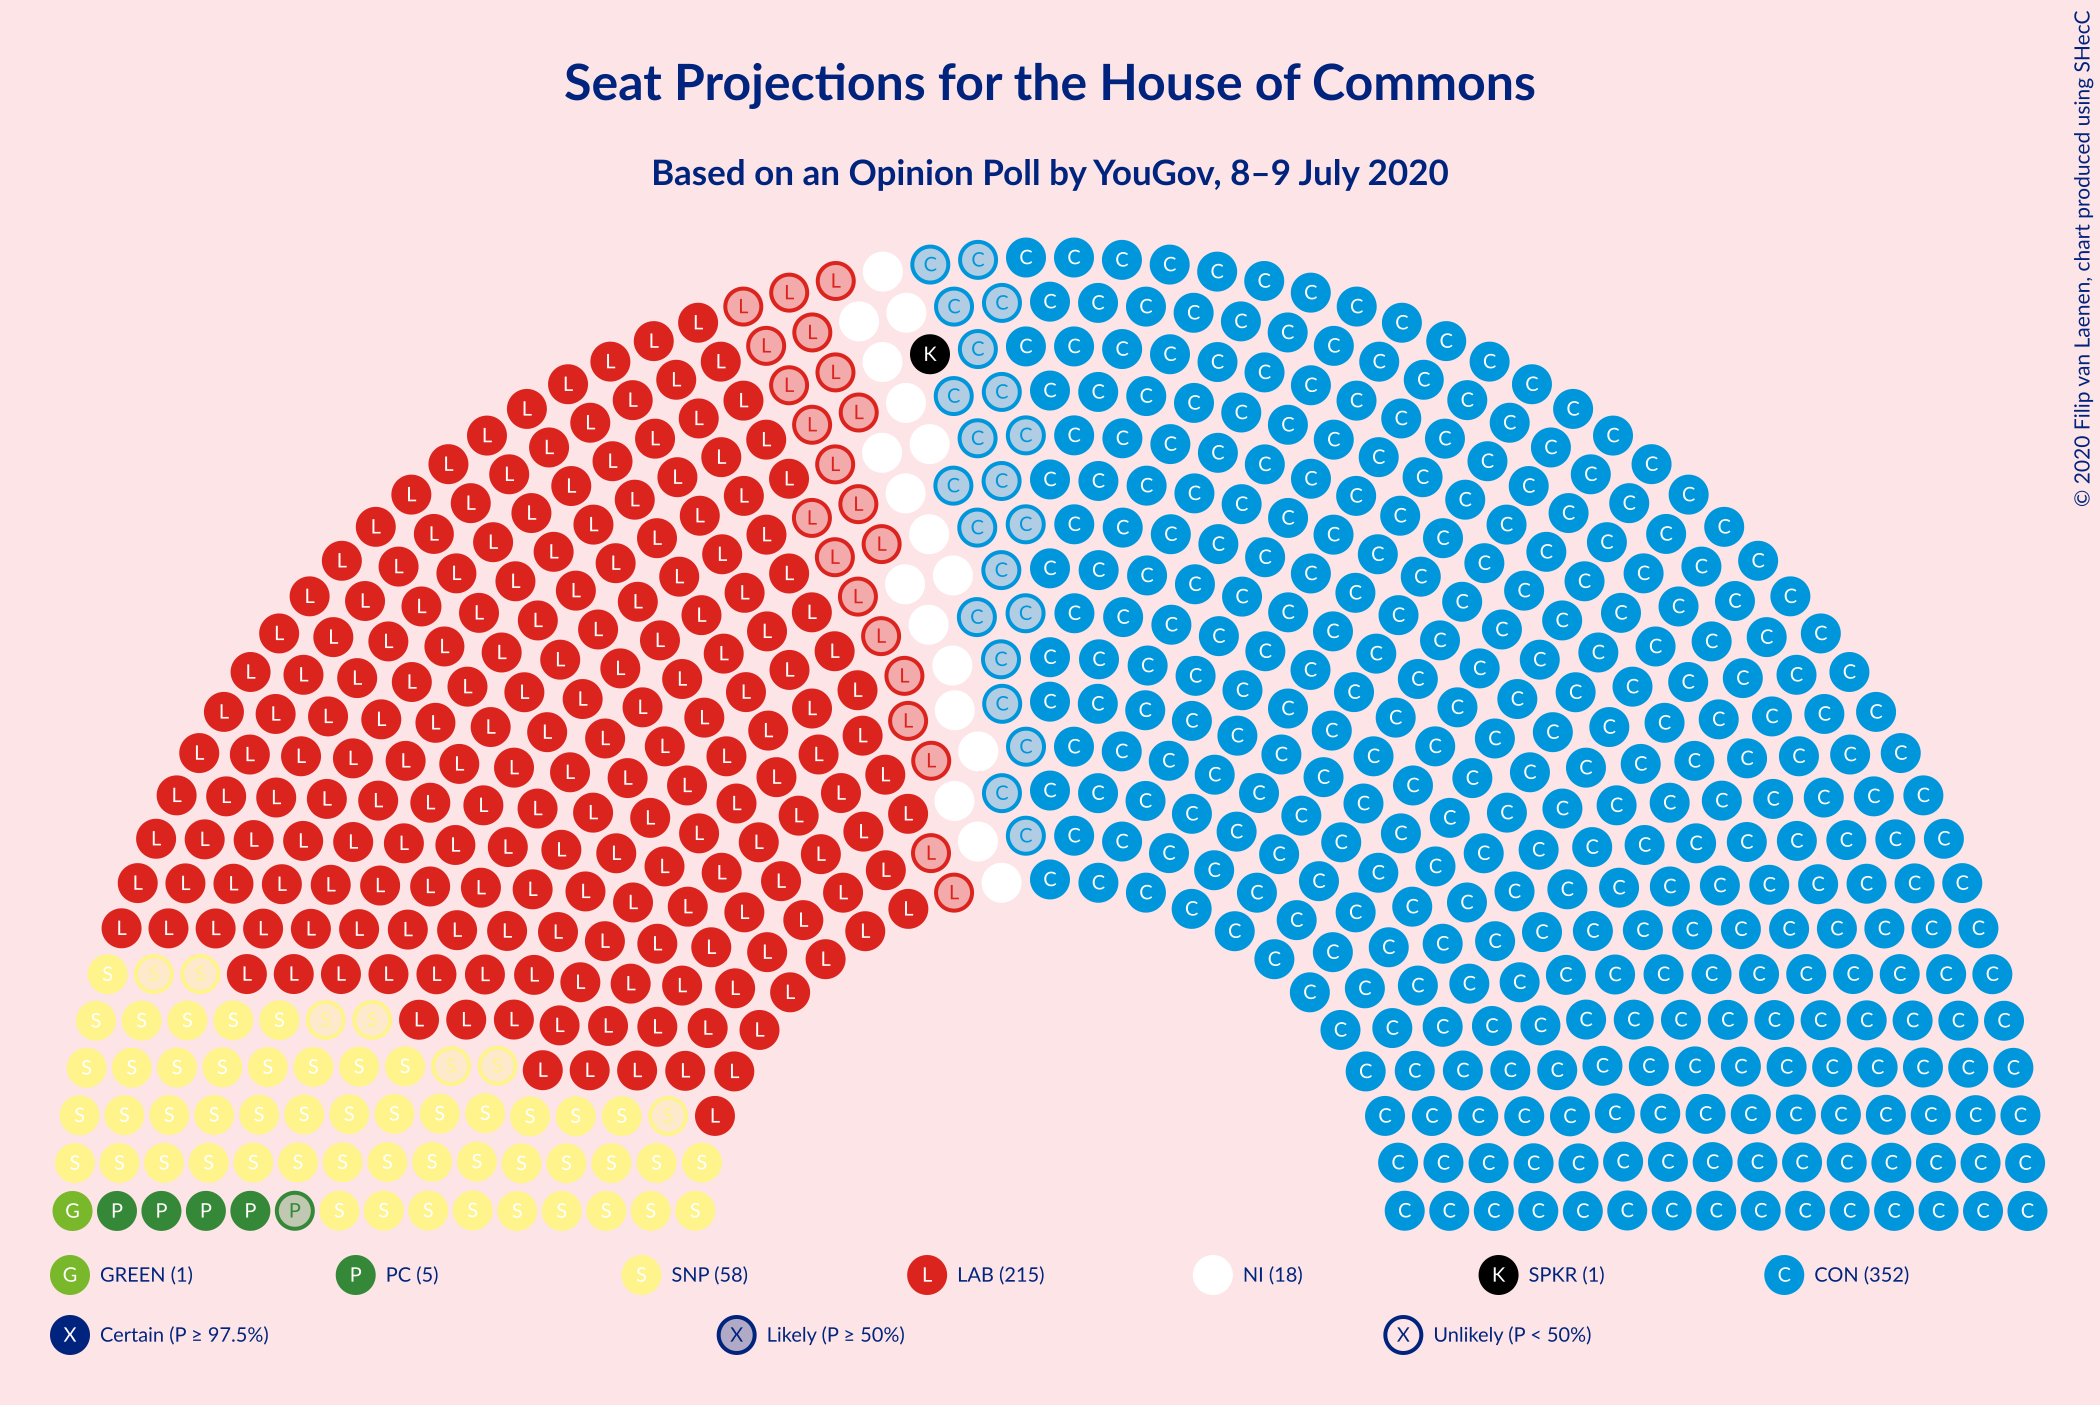 Seat Projections for the House of Commons
Based on an Opinion Poll by YouGov, 8–9 July 2020
© 2020 Filip van Laenen, chart produced using SHecC
G GREEN (1)
P PC (5)
S SNP (58)
L LAB (215)
NI (18)
K SPKR (1)
C CON (352)
X Certain (P ≥ 97.5%)
X Likely (P ≥ 50%)
X Unlikely (P < 50%)